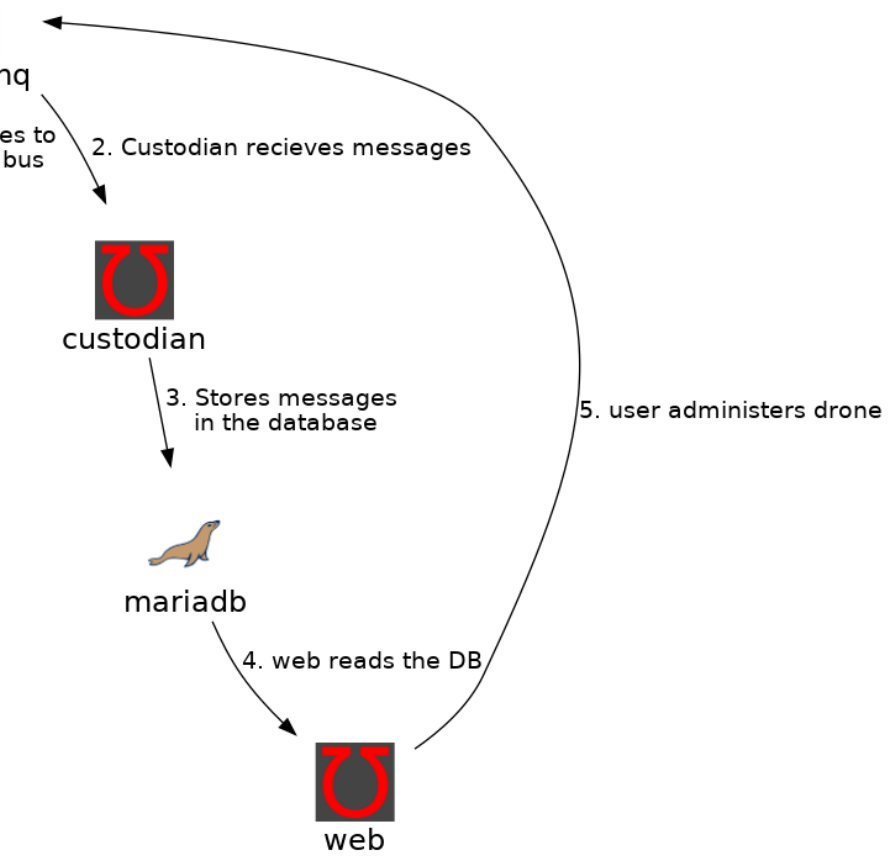 nq
es to
bus
2. Custodian recieves messages
custodian
3. Stores messages
in the database
5. user administers drone
mariadb
4. web reads the DB
web